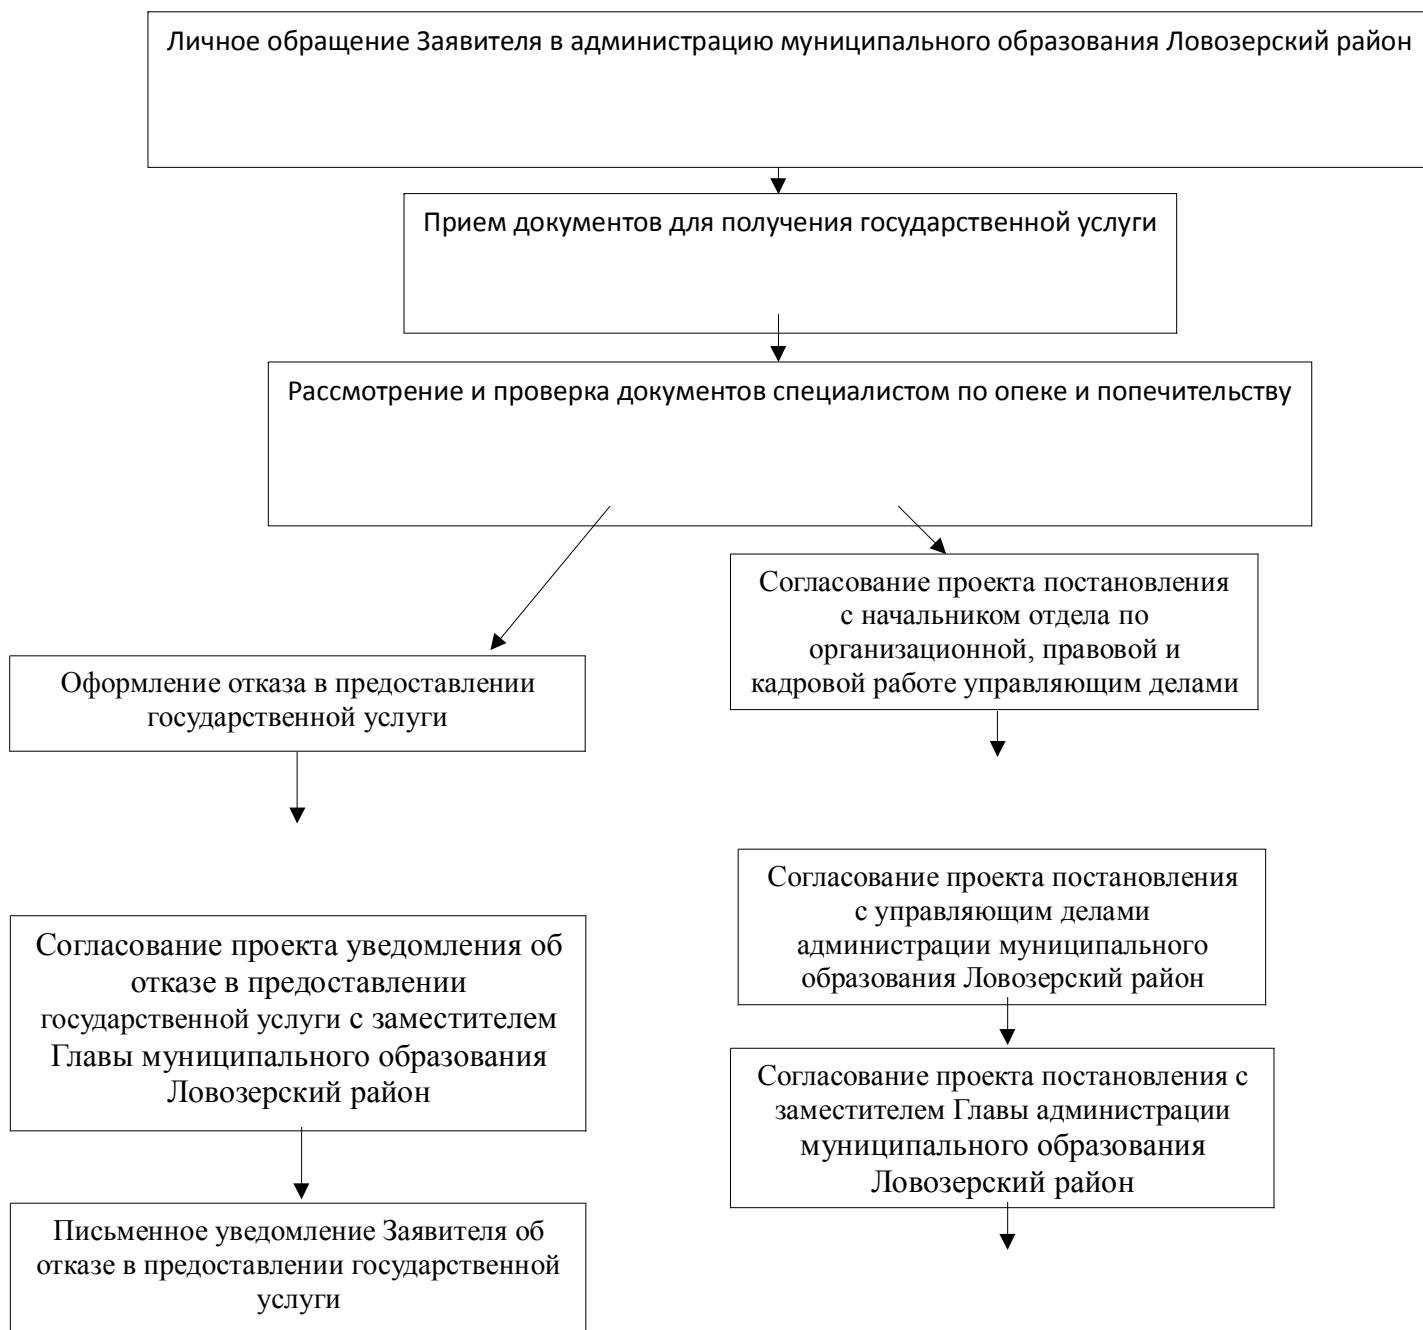 Личное обращение Заявителя в администрацию муниципального образования Ловозерский район
Прием документов для получения государственной услуги
Рассмотрение и проверка документов специалистом по опеке и попечительству
Оформление отказа в предоставлении
государственной услуги
Согласование проекта уведомления об
отказе в предоставлении
государственной услуги с заместителем
Главы муниципального образования
Ловозерский район
Письменное уведомление Заявителя об
отказе в предоставлении государственной
услуги
Согласование проекта постановления
с начальником отдела по
организационной, правовой и
кадровой работе управляющим делами
Согласование проекта постановления
с управляющим делами
администрации муниципального
образования Ловозерский район
Согласование проекта постановления с
заместителем Главы администрации
муниципального образования
Ловозерский район